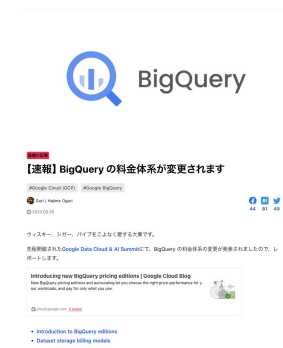 BigQuery
【速報】BigQuery の料金体系が変更されます
#Google Cloud (GCP) #Google BigQuery
2023.03.30
44 81 49
ウィスキー、シガー、パイプをこよなく愛する大栗です。
先程開催されたGoogle Data Cloud & AI Summitにて、BigQuery の料金体系の変更が発表されましたので、レ
ポートします。
Introducing new BigQuery pricing editions | Google Cloud Blog
New BigQuery pricing editions and autoscaling let you choose the right price-performance for y
our workloads, and pay for only what you use.
cloud.google.com
Introduction to BigQuery editions
Dataset storage billing models